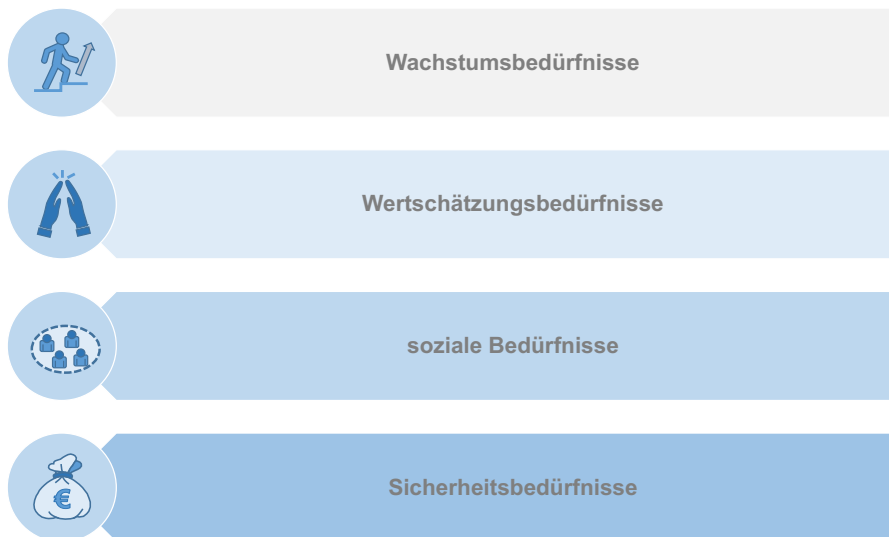 Wachstumsbedürfnisse
Wertschätzungsbedürfnisse
soziale Bedürfnisse
€
Sicherheitsbedürfnisse